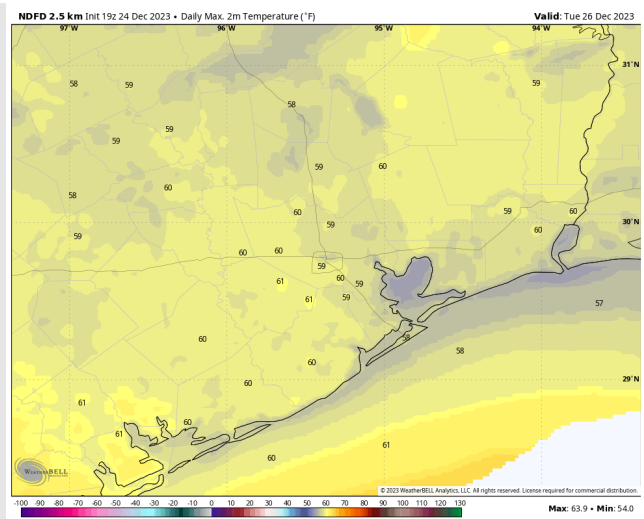 NDFD 2.5 km Init 19z 24 Dec 2023 • Daily Max. 2m Temperature (°F)
Valid: Tue 26 Dec 2023
97°W 96°W 95°W 94°W
31°N
58 59 59
58
59 59
59 60
60
58
60 59 60
59
59 60
60 60
59
61 60 59
61 59
57
60 58
58
60
29°N
60
61
60
61
60 61
WEATHERBELL
© 2023 WeatherBELL Analytics, LLC. All rights reserved. License required for commercial distribution.
-100 -90 -80 -70 -60 -50 -40 -30 -20 -10 0 10 20 30 40 50 60 70 80 90 100 110 120 130
Max: 63.9 • Min: 54.0
30°N